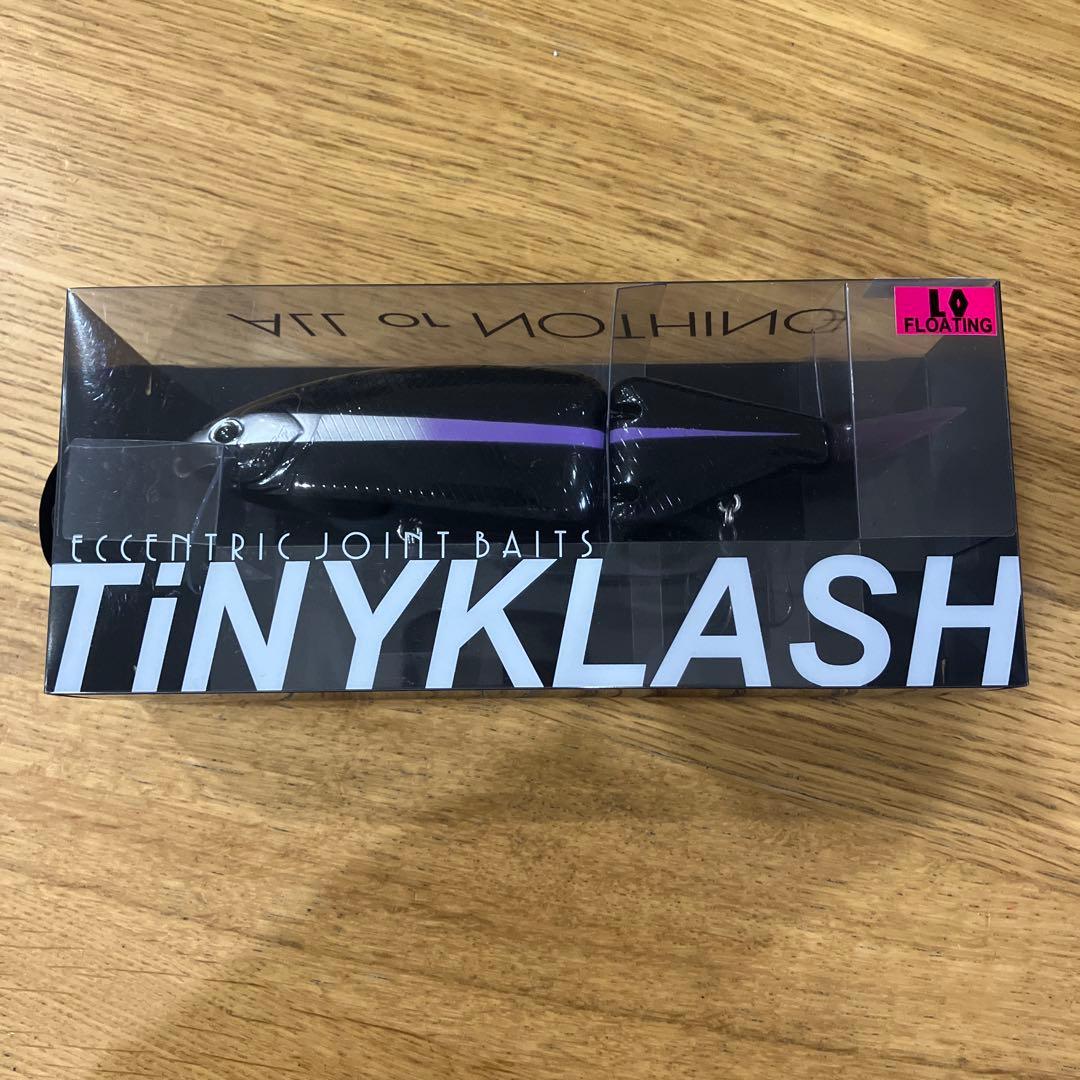 ALL or NOTHING
LO
FLOATING
ECCENTRIC JOINT BAITS
TiNYKLASH